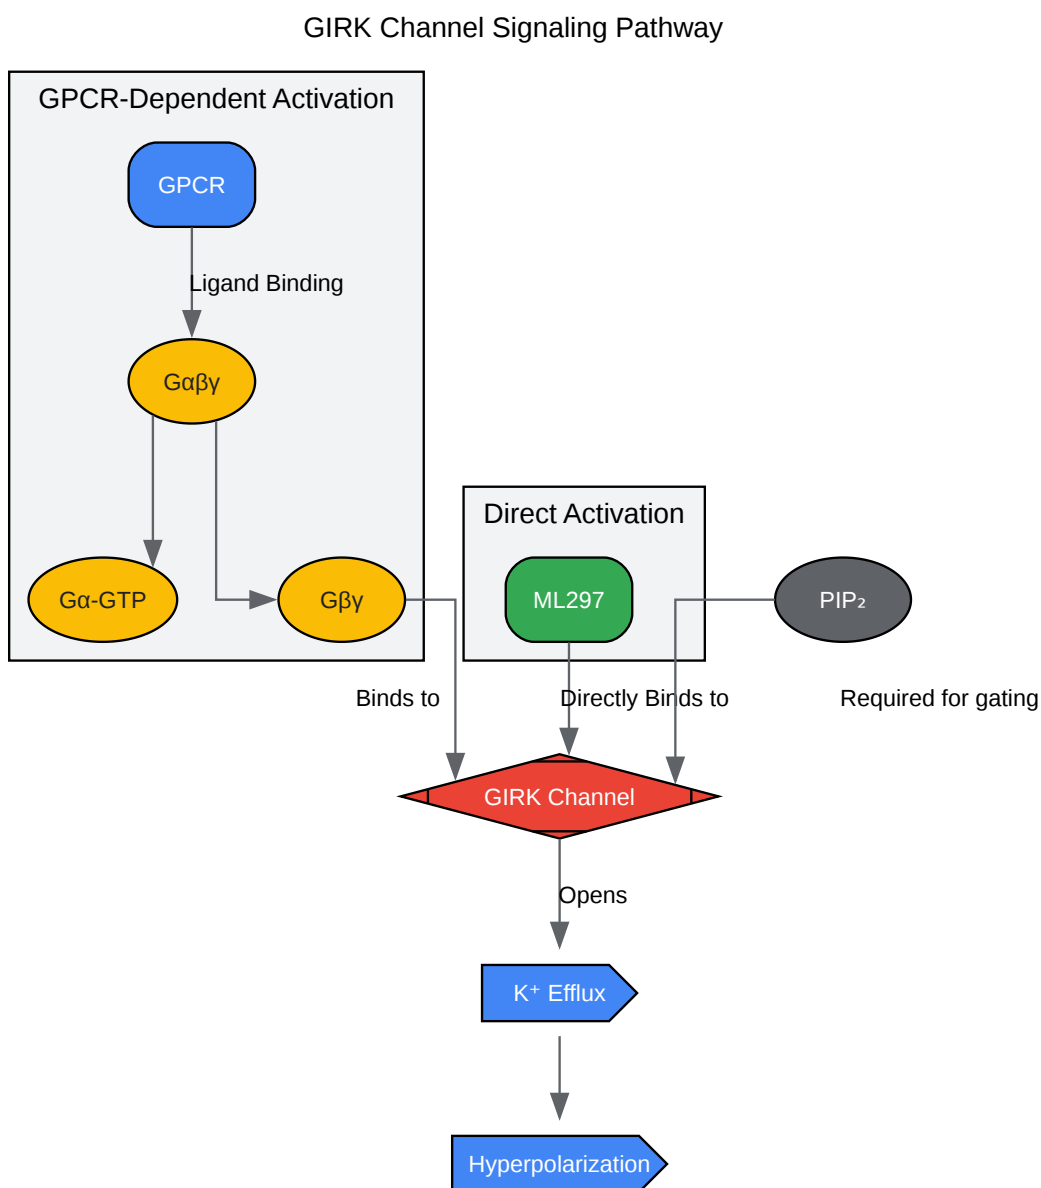 GIRK Channel Signaling Pathway
GPCR-Dependent Activation
GPCR
Ligand Binding
Gαβγ
Direct Activation
Gα-GTP
Gβγ
ML297
PIP₂
Binds to
Directly Binds to
Required for gating
GIRK Channel
Opens
K⁺ Efflux
Hyperpolarization